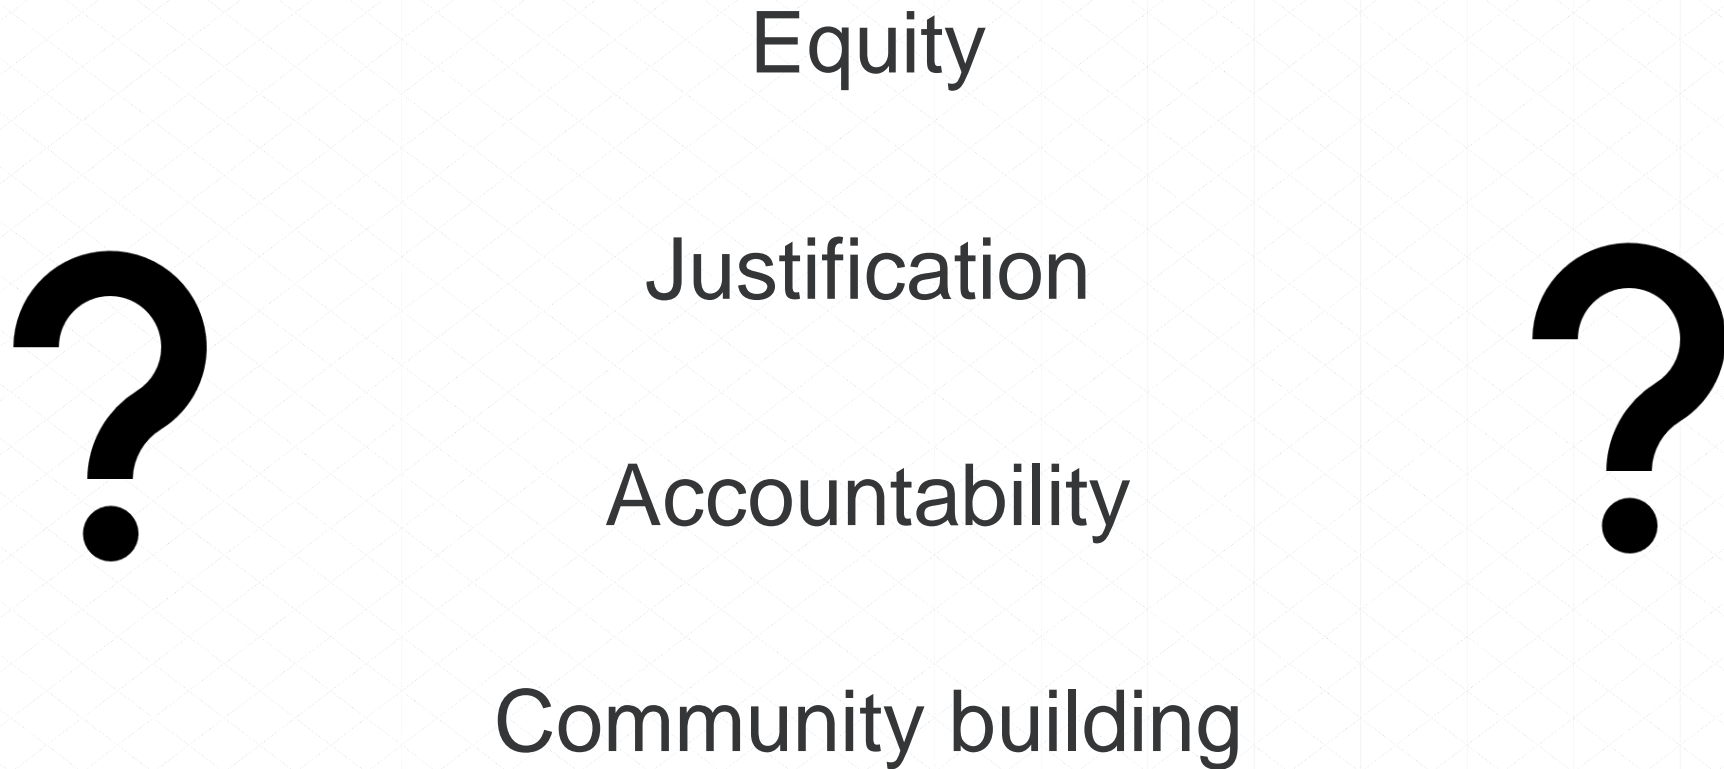 Equity
?
Justification
?
Accountability
Community building